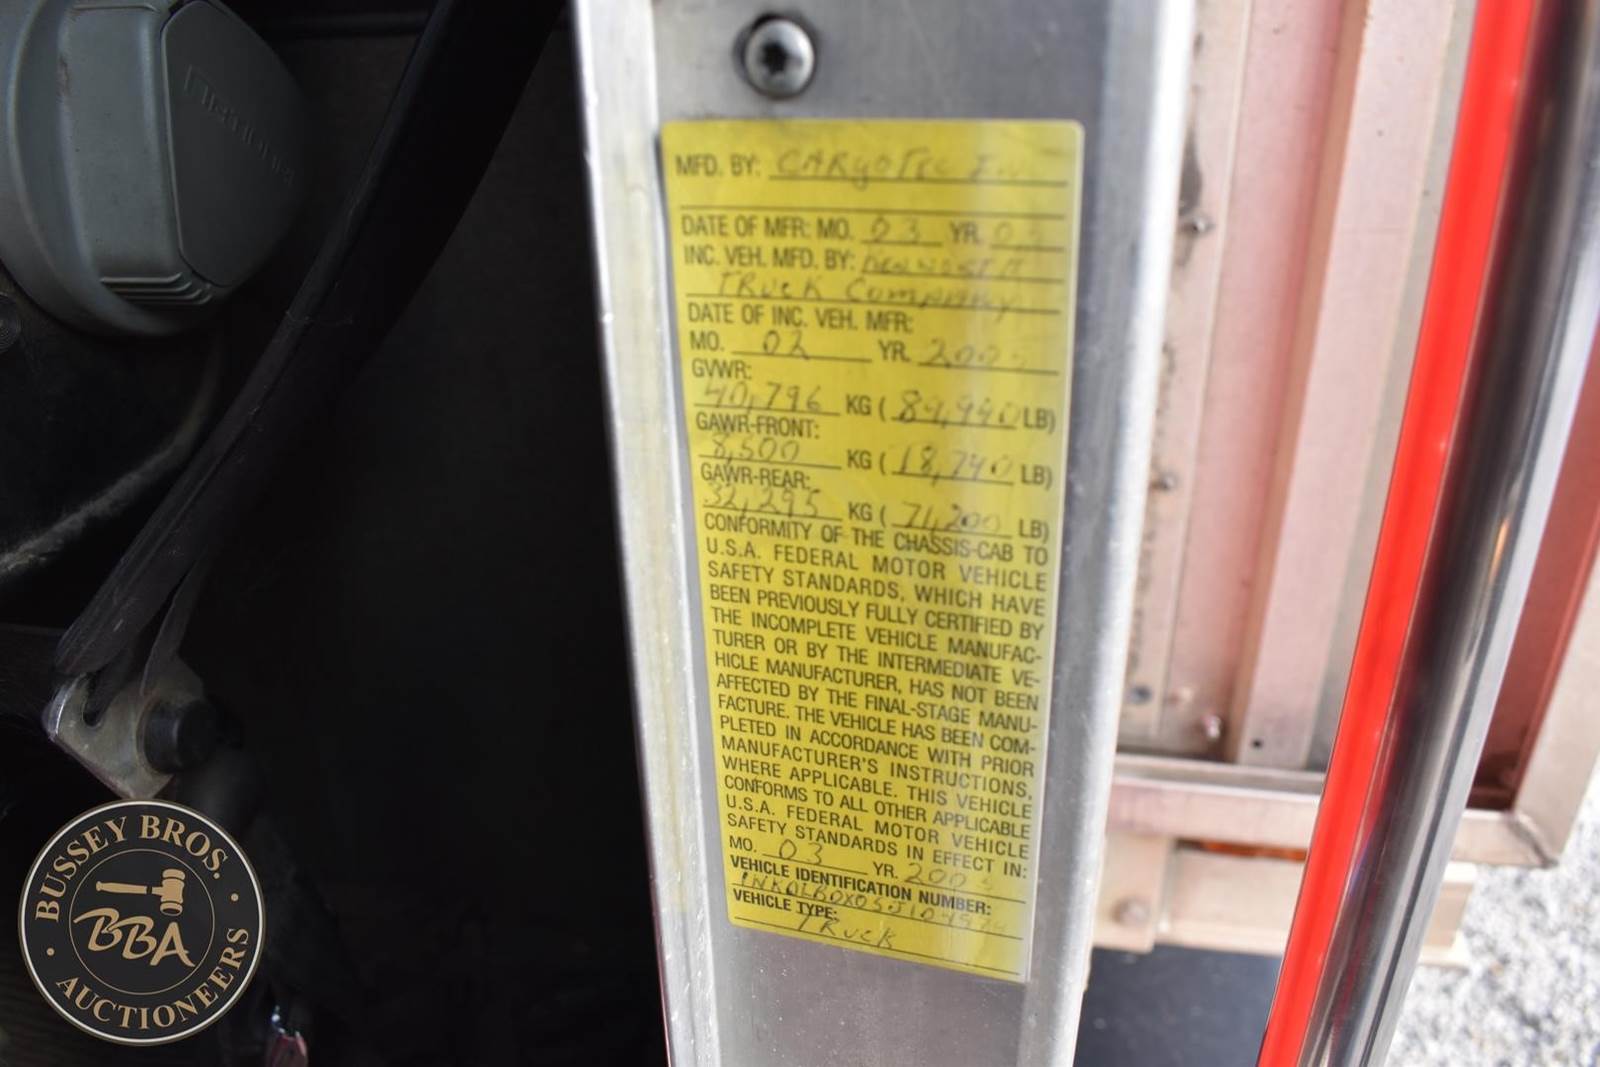 MFD. BY: CARGOTEC
DATE OF MFR: MO. 03 YR. 05
INC. VEH. MFD. BY: KENWORTH
TRUCK COMPANY
DATE OF INC. VEH. MFR:
MO. 02 YR. 2005
GVWR:
40,796 KG ( 89,940 LB)
GAWR-FRONT:
8,500 KG ( 18,740 LB)
GAWR-REAR:
32,295 KG ( 71,200 LB)
CONFORMITY OF THE CHASSIS-CAB TO
U.S.A. FEDERAL MOTOR VEHICLE
SAFETY STANDARDS, WHICH HAVE
BEEN PREVIOUSLY FULLY CERTIFIED BY
THE INCOMPLETE VEHICLE MANUFAC-
TURER OR BY THE INTERMEDIATE VE-
HICLE MANUFACTURER, HAS NOT BEEN
AFFECTED BY THE FINAL-STAGE MANU-
FACTURE. THE VEHICLE HAS BEEN COM-
PLETED IN ACCORDANCE WITH PRIOR
MANUFACTURER'S INSTRUCTIONS,
WHERE APPLICABLE. THIS VEHICLE
CONFORMS TO ALL OTHER APPLICABLE
U.S.A. FEDERAL MOTOR VEHICLE
SAFETY STANDARDS IN EFFECT IN:
MO. 03 YR. 2005
VEHICLE IDENTIFICATION NUMBER:
VEHICLE TYPE:
TRUCK
BUSSEY BROS.
BBA
AUCTIONEERS